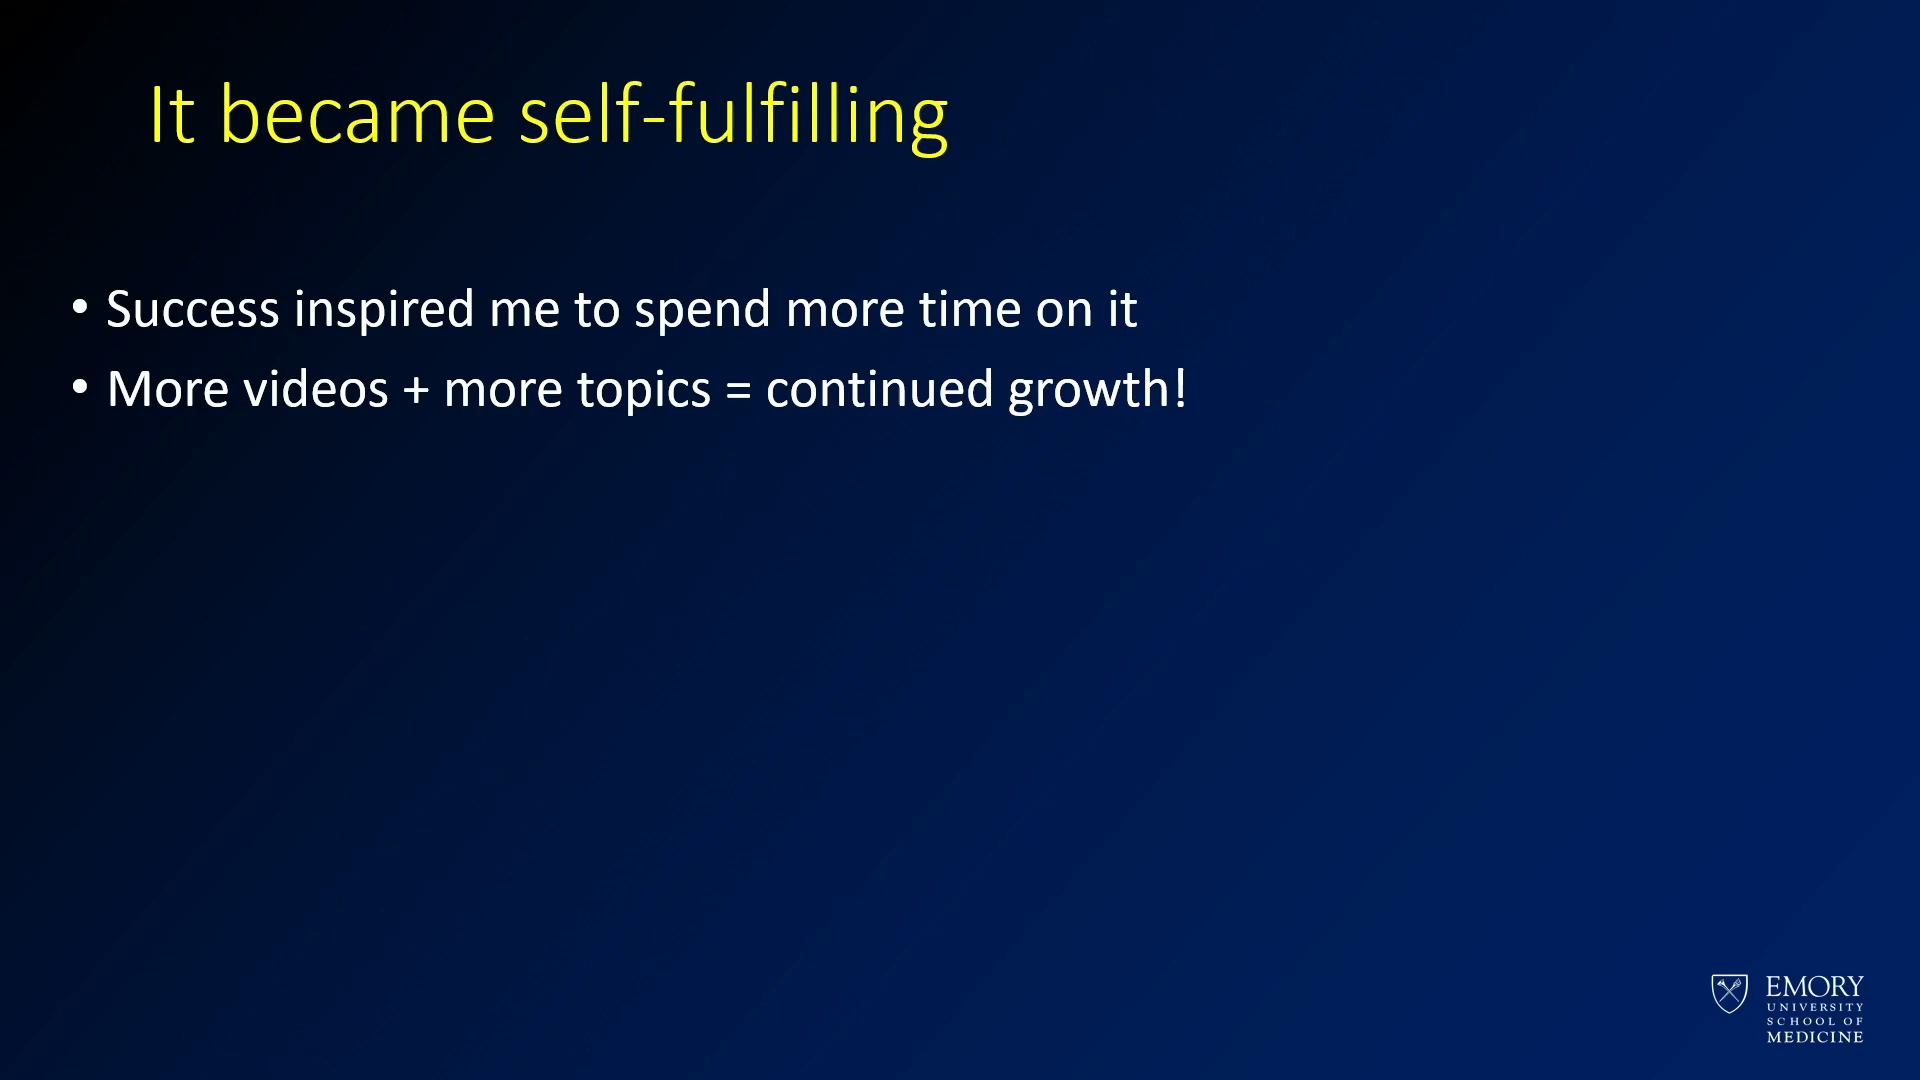 It became self-fulfilling
• Success inspired me to spend more time on it
• More videos + more topics = continued growth!
EMORY
UNIVERSITY
SCHOOL OF
MEDICINE